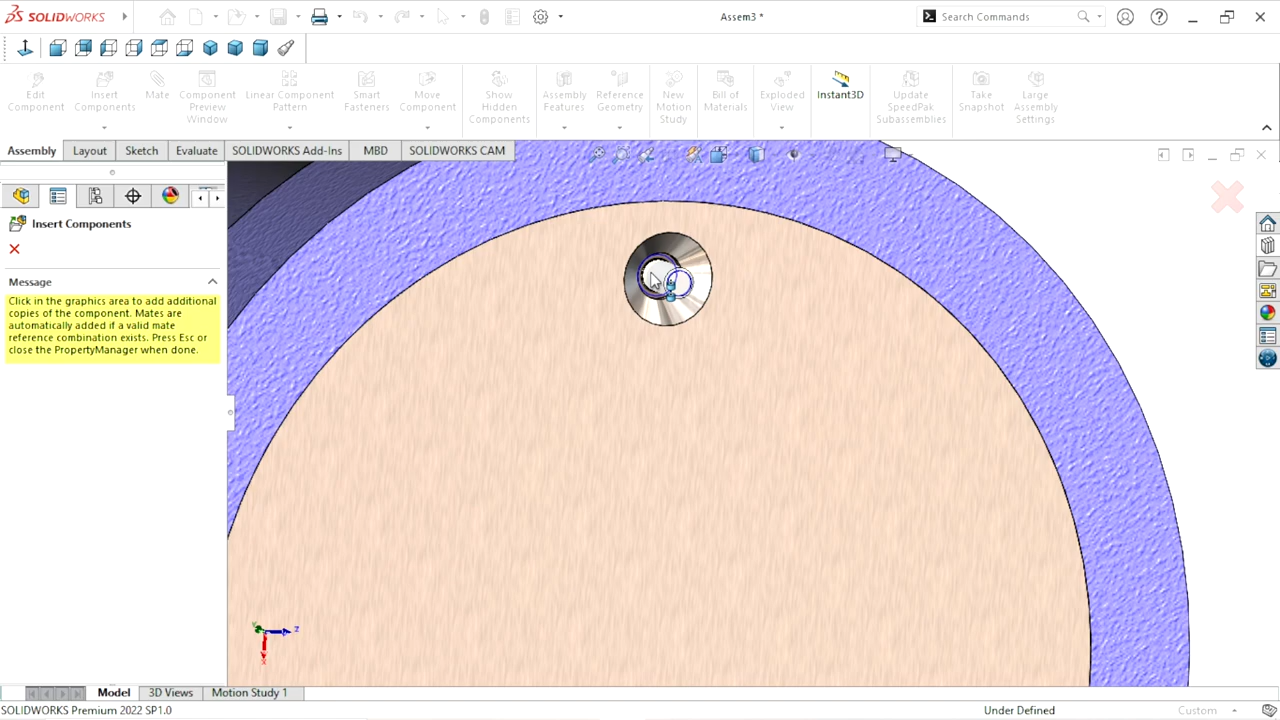 SOLIDWORKS
Assem3 *
Search Commands
Edit
Component
Insert
Components
Mate
Component
Preview
Window
Linear Component
Pattern
Smart
Fasteners
Move
Component
Show
Hidden
Components
Assembly
Features
Reference
Geometry
New
Motion
Study
Bill of
Materials
Exploded
View
Instant3D
Update
SpeedPak
Subassemblies
Take
Snapshot
Large
Assembly
Settings
Assembly
Layout
Sketch
Evaluate
SOLIDWORKS Add-Ins
MBD
SOLIDWORKS CAM
Insert Components
Message
Click in the graphics area to add additional
copies of the component. Mates are
automatically added if a valid mate
reference combination exists. Press Esc or
close the PropertyManager when done.
Y
Z
X
Model
3D Views
Motion Study 1
SOLIDWORKS Premium 2022 SP1.0
Under Defined
Custom